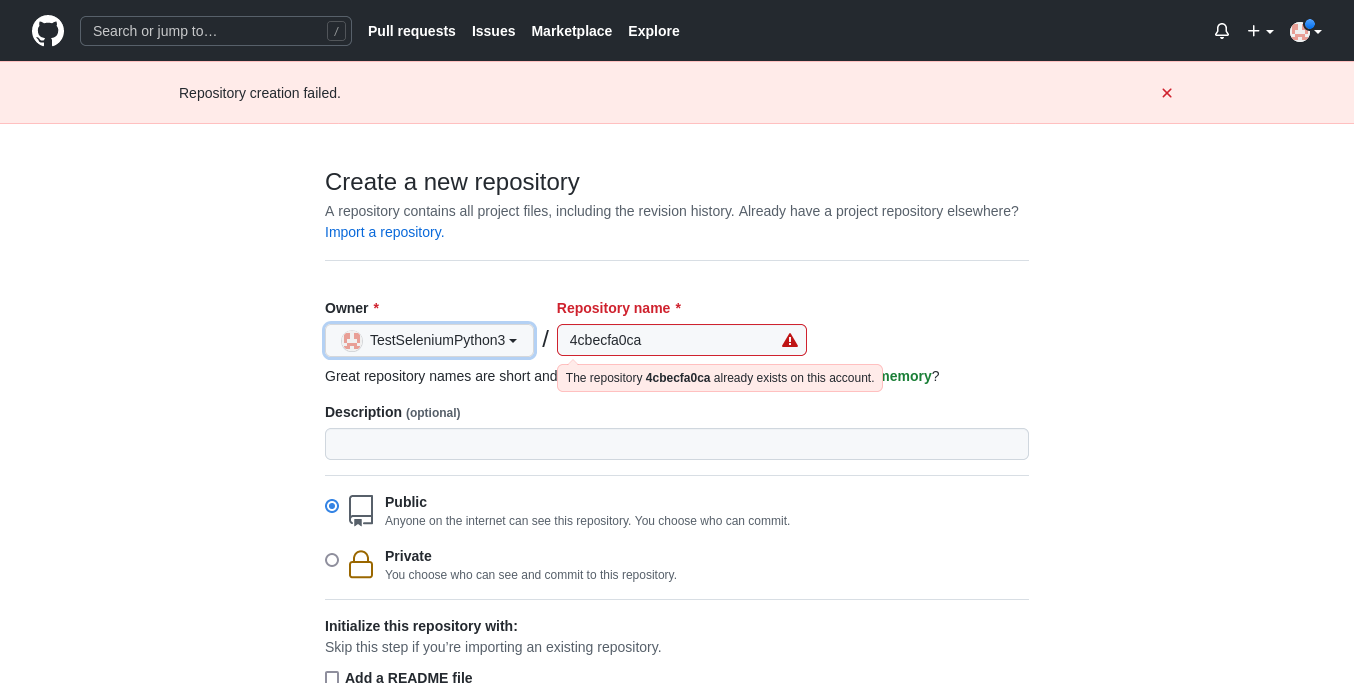 Search or jump to…
/
Pull requests
Issues
Marketplace
Explore
Repository creation failed.
Create a new repository
A repository contains all project files, including the revision history. Already have a project repository elsewhere?
Import a repository.
Owner *
Repository name *
TestSeleniumPython3
/
4cbecfa0ca
Great repository names are short and
memory?
The repository 4cbecfa0ca already exists on this account.
Description (optional)
Public
Anyone on the internet can see this repository. You choose who can commit.
Private
You choose who can see and commit to this repository.
Initialize this repository with:
Skip this step if you’re importing an existing repository.
Add a README file